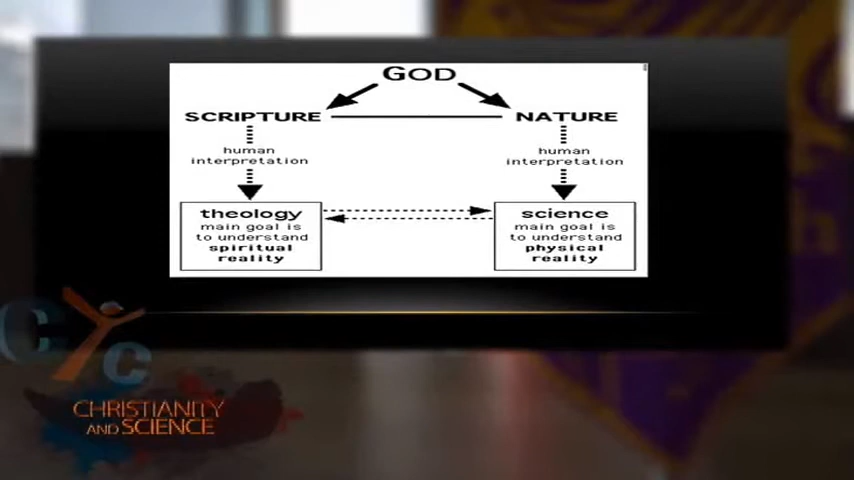 GOD
SCRIPTURE
NATURE
human
interpretation
human
interpretation
theology
main goal is
to understand
spiritual
reality
science
main goal is
to understand
physical
reality
CYC
CHRISTIANITY
AND SCIENCE